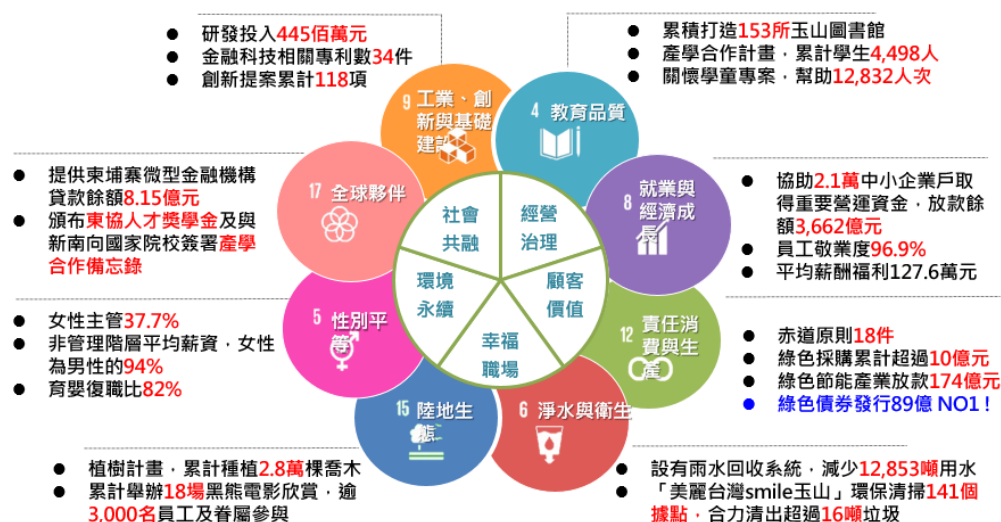 ● 研發投入445佰萬元
● 金融科技相關專利數34件
● 創新提案累計118項
● 累積打造153所玉山圖書館
● 產學合作計畫，累計學生4,498人
● 關懷學童專案，幫助12,832人次
9 工業、創
新與基礎
建設
4 教育品質
● 提供柬埔寨微型金融機構
貸款餘額8.15億元
● 頒布東協人才獎學金及與
新南向國家院校簽署產學
合作備忘錄
17 全球夥伴
社會
共融
經營
治理
8 就業與
經濟成
長
● 協助2.1萬中小企業戶取
得重要營運資金，放款餘
額3,662億元
● 員工敬業度96.9%
● 平均薪酬福利127.6萬元
環境
永續
顧客
價值
幸福
職場
● 女性主管37.7%
● 非管理階層平均薪資，女性
為男性的94%
● 育嬰復職比82%
5 性別平
等
12 責任消
費與生
產
● 赤道原則18件
● 綠色採購累計超過10億元
● 綠色節能產業放款174億元
● 綠色債券發行89億 NO1！
15 陸地生
態
6 淨水與衛生
● 植樹計畫，累計種植2.8萬棵喬木
● 累計舉辦18場黑熊電影欣賞，逾
3,000名員工及眷屬參與
● 設有雨水回收系統，減少12,853噸用水
● 「美麗台灣smile玉山」環保清掃141個
據點，合力清出超過16噸垃圾